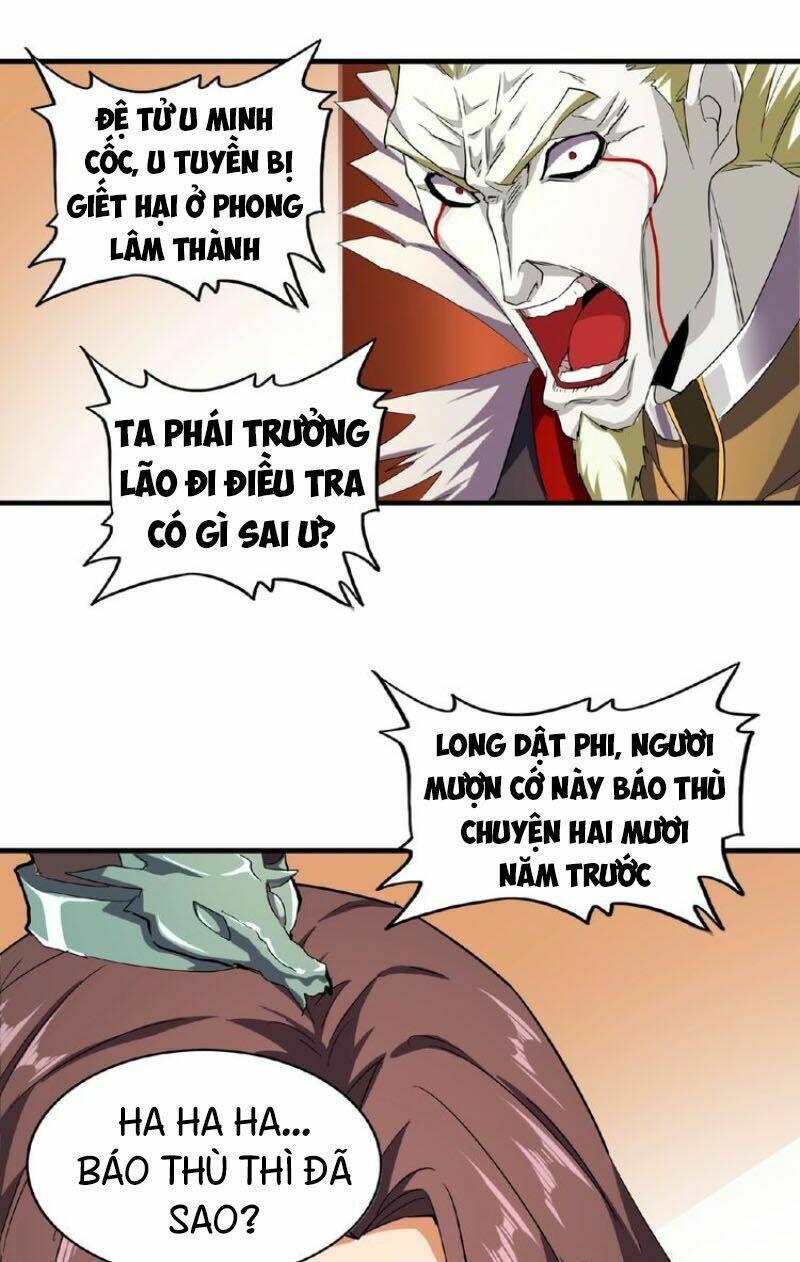 ĐỆ TỬ U MINH
CỐC, U TUYỀN BỊ
GIẾT HẠI Ở PHONG
LÂM THÀNH
TA PHÁI TRƯỞNG
LÃO ĐI ĐIỀU TRA
CÓ GÌ SAI Ư?
LONG DẬT PHI, NGƯƠI
MƯỢN CỚ NÀY BÁO THÙ
CHUYỆN HAI MƯƠI
NĂM TRƯỚC
HA HA HA...
BÁO THÙ THÌ ĐÃ
SAO?